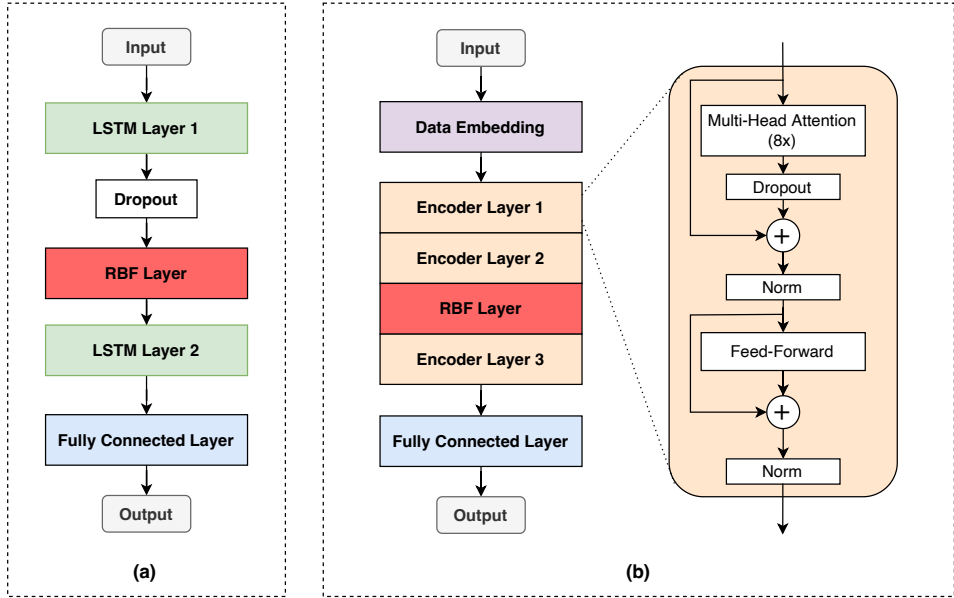 Input
LSTM Layer 1
Dropout
RBF Layer
LSTM Layer 2
Fully Connected Layer
Output
(a)
Input
Data Embedding
Encoder Layer 1
Encoder Layer 2
RBF Layer
Encoder Layer 3
Fully Connected Layer
Output
Multi-Head Attention
(8x)
Dropout
+
Norm
Feed-Forward
+
Norm
(b)